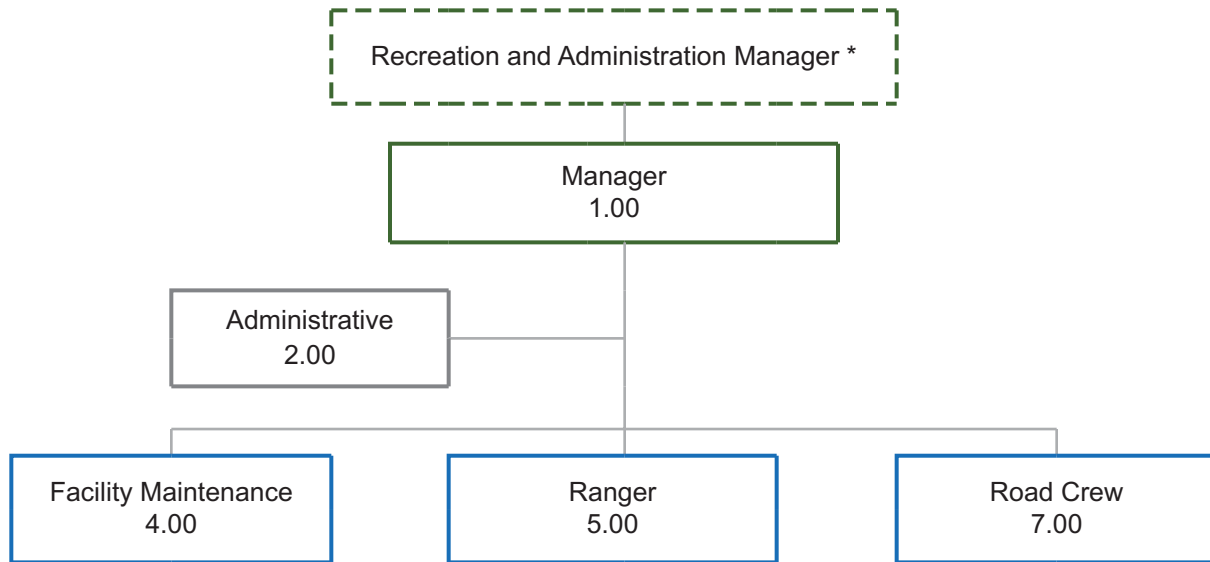 Recreation and Administration Manager *
Manager
1.00
Administrative
2.00
Facility Maintenance
4.00
Ranger
5.00
Road Crew
7.00